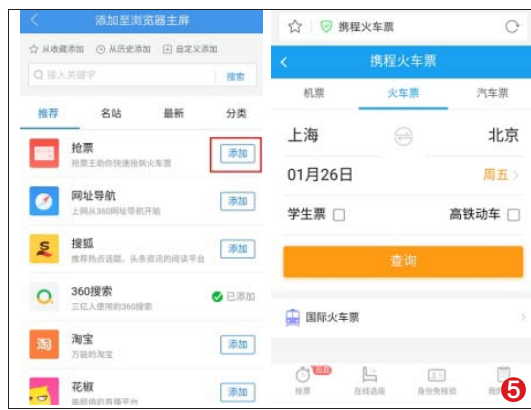 添加至浏览器主屏
从收藏添加 从历史添加 自定义添加
输入关键字 搜索
推荐 名站 最新 分类
抢票
抢票王助你快速抢到火车票
添加
网址导航
上网从360网址导航开始
添加
搜狐
推荐热点话题、头条资讯的阅读平台
添加
360搜索
三亿人使用的360搜索
已添加
淘宝
万能的淘宝
添加
花椒
高颜值的直播平台
添加
携程火车票
携程火车票
机票 火车票 汽车票
上海 北京
01月26日 周五
学生票 高铁动车
查询
国际火车票
抢票 在线选座 身份免核验
5